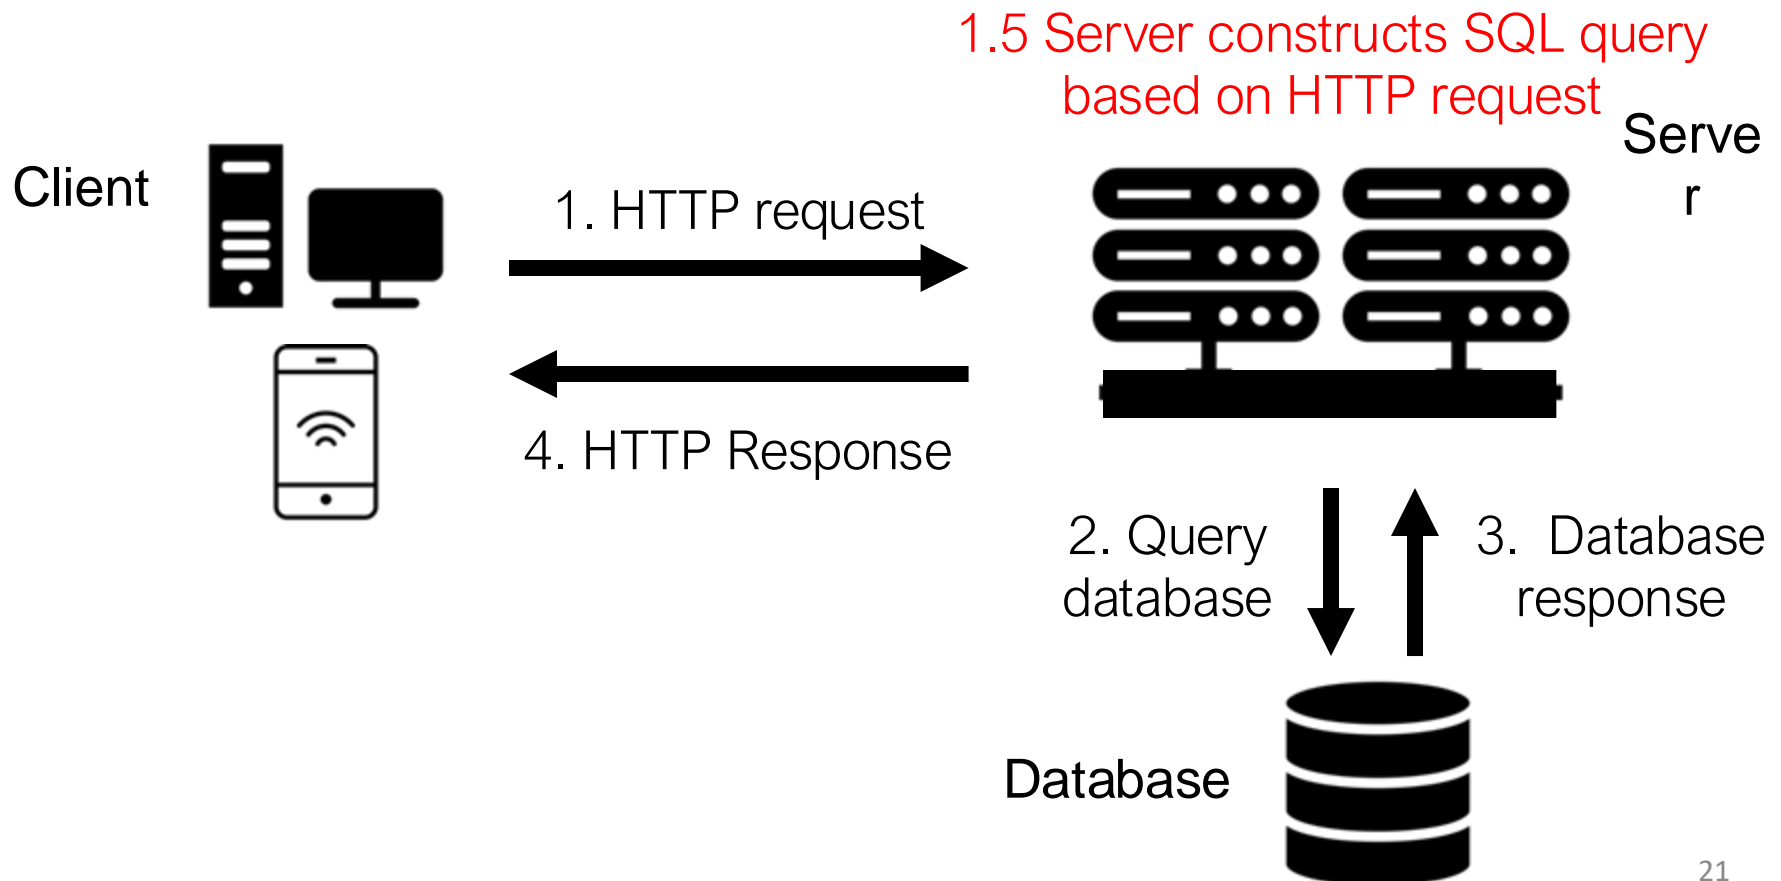 1.5 Server constructs SQL query
based on HTTP request
Serve
r
Client
1. HTTP request
4. HTTP Response
2. Query
database
3. Database
response
Database
21